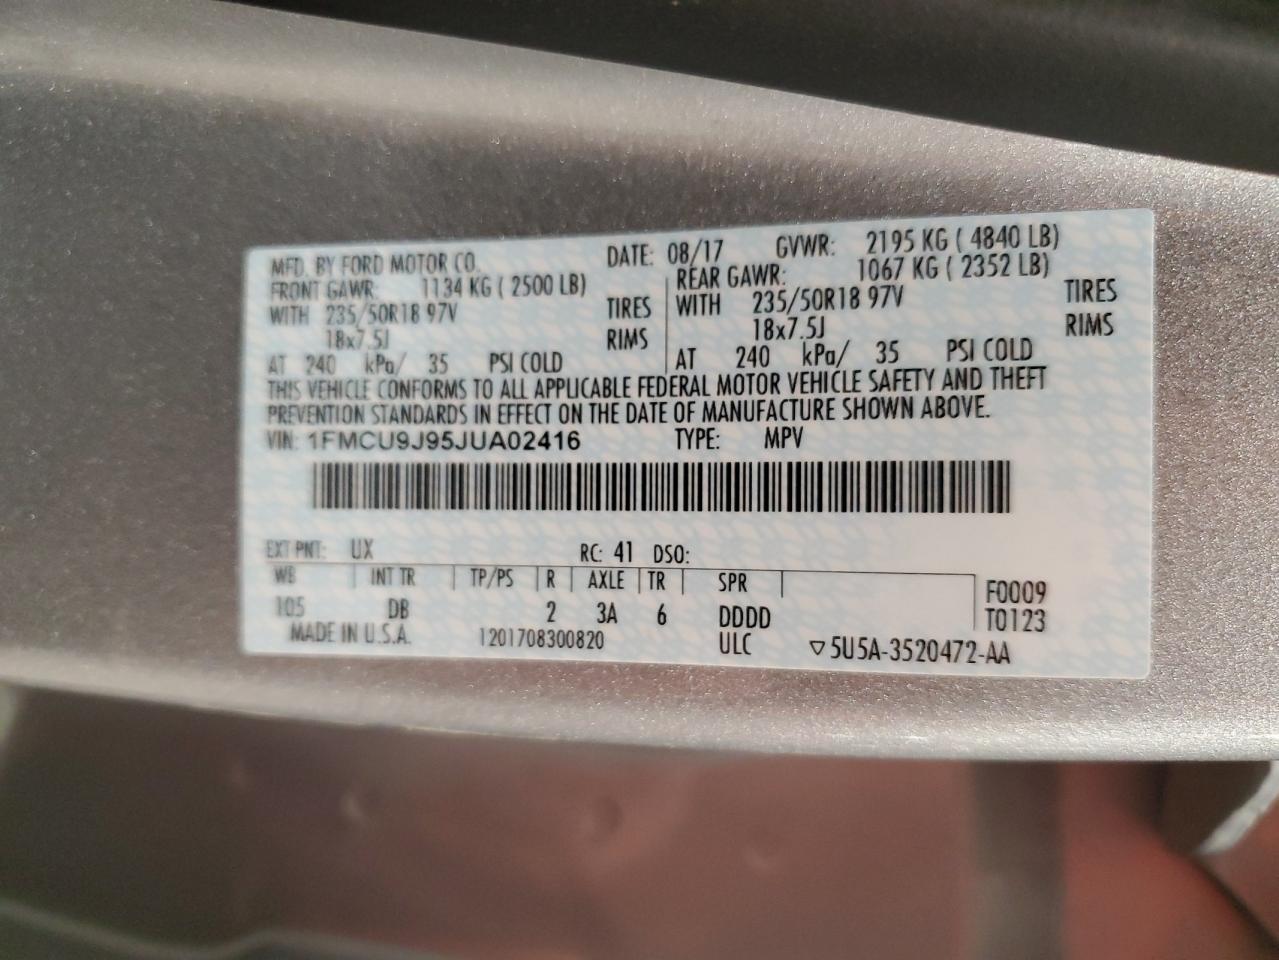 MFD. BY FORD MOTOR CO. DATE: 08/17 GVWR: 2195 KG ( 4840 LB)
FRONT GAWR: 1134 KG ( 2500 LB) REAR GAWR: 1067 KG ( 2352 LB)
WITH 235/50R18 97V TIRES WITH 235/50R18 97V TIRES
18x7.5J RIMS 18x7.5J RIMS
AT 240 kPa/ 35 PSI COLD AT 240 kPa/ 35 PSI COLD
THIS VEHICLE CONFORMS TO ALL APPLICABLE FEDERAL MOTOR VEHICLE SAFETY AND THEFT
PREVENTION STANDARDS IN EFFECT ON THE DATE OF MANUFACTURE SHOWN ABOVE.
VIN: 1FMCU9J95JUA02416 TYPE: MPV
EXT PNT: UX RC: 41 DSO:
WB INT TR TP/PS R AXLE TR SPR F0009
105 DB 2 3A 6 DDDD T0123
MADE IN U.S.A. 1201708300820 ULC ▽5U5A-3520472-AA